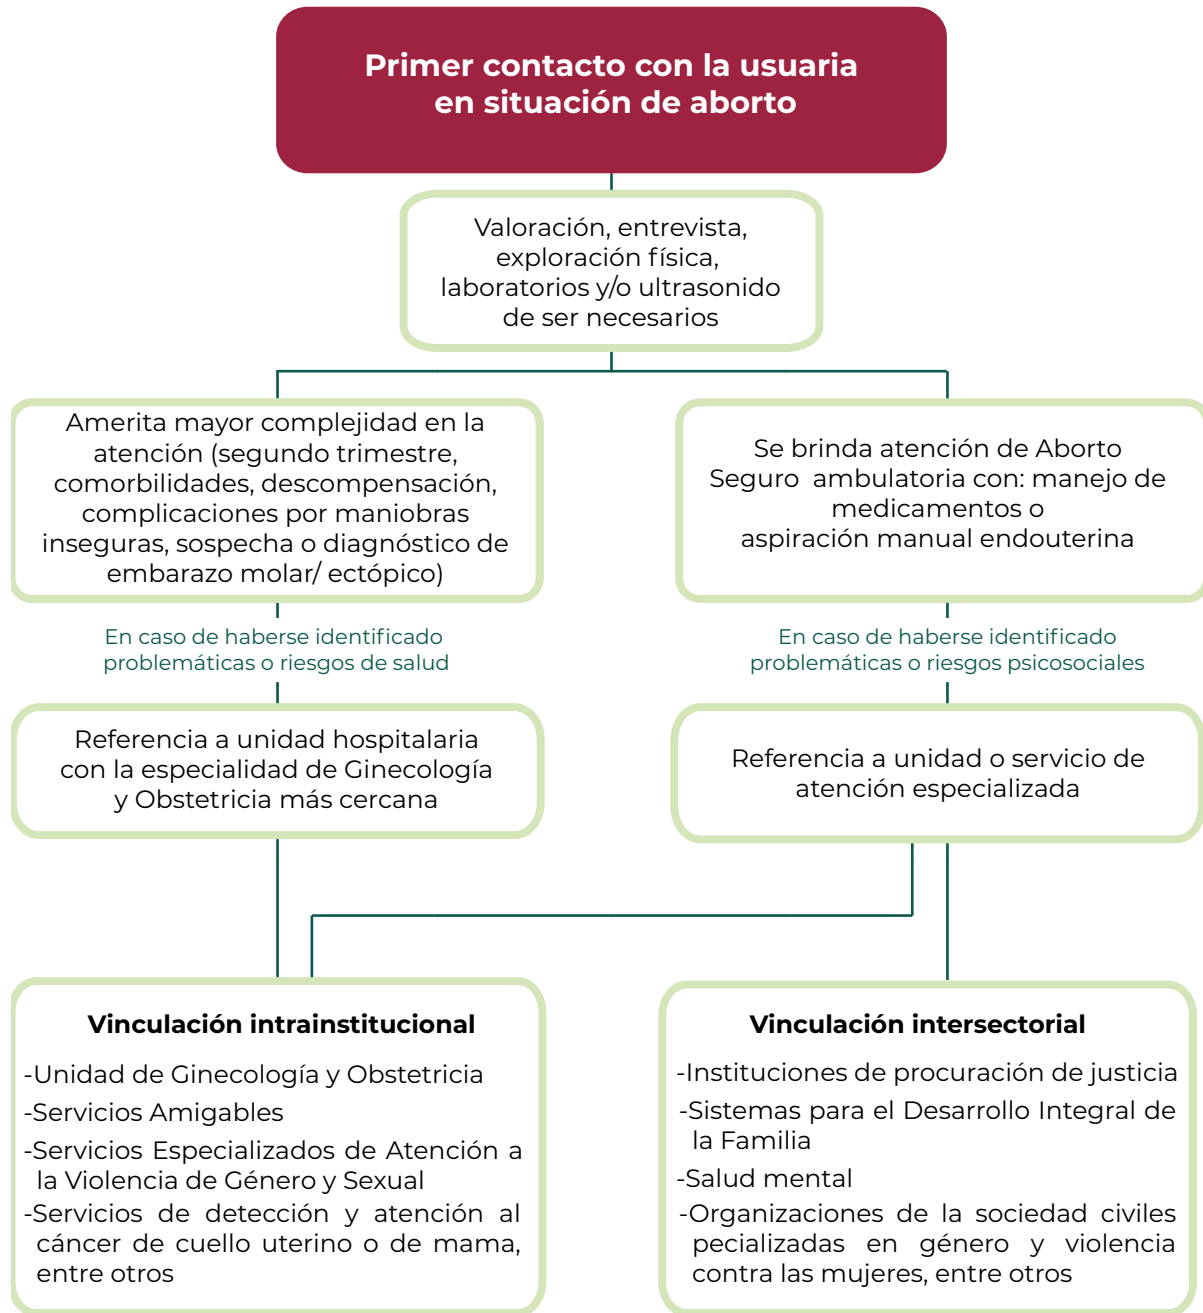 Primer contacto con la usuaria
en situación de aborto
Valoración, entrevista,
exploración física,
laboratorios y/o ultrasonido
de ser necesarios
Amerita mayor complejidad en la
atención (segundo trimestre,
comorbilidades, descompensación,
complicaciones por maniobras
inseguras, sospecha o diagnóstico de
embarazo molar/ ectópico)
Se brinda atención de Aborto
Seguro ambulatoria con: manejo de
medicamentos o
aspiración manual endouterina
En caso de haberse identificado
problemáticas o riesgos de salud
En caso de haberse identificado
problemáticas o riesgos psicosociales
Referencia a unidad hospitalaria
con la especialidad de Ginecología
y Obstetricia más cercana
Referencia a unidad o servicio de
atención especializada
Vinculación intrainstitucional
-Unidad de Ginecología y Obstetricia
-Servicios Amigables
-Servicios Especializados de Atención a
la Violencia de Género y Sexual
-Servicios de detección y atención al
cáncer de cuello uterino o de mama,
entre otros
Vinculación intersectorial
-Instituciones de procuración de justicia
-Sistemas para el Desarrollo Integral de
la Familia
-Salud mental
-Organizaciones de la sociedad civiles
pecializadas en género y violencia
contra las mujeres, entre otros